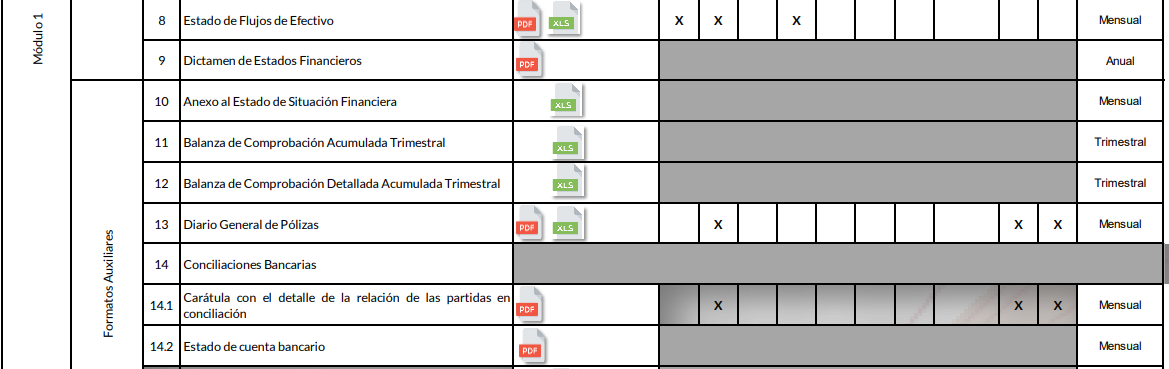 Módulo 1
8 Estado de Flujos de Efectivo PDF XLS X X X Mensual
9 Dictamen de Estados Financieros PDF Anual
Formatos Auxiliares
10 Anexo al Estado de Situación Financiera XLS Mensual
11 Balanza de Comprobación Acumulada Trimestral XLS Trimestral
12 Balanza de Comprobación Detallada Acumulada Trimestral XLS Trimestral
13 Diario General de Pólizas PDF XLS X X X Mensual
14 Conciliaciones Bancarias
14.1 Carátula con el detalle de la relación de las partidas en
conciliación PDF X X X Mensual
14.2 Estado de cuenta bancario PDF Mensual